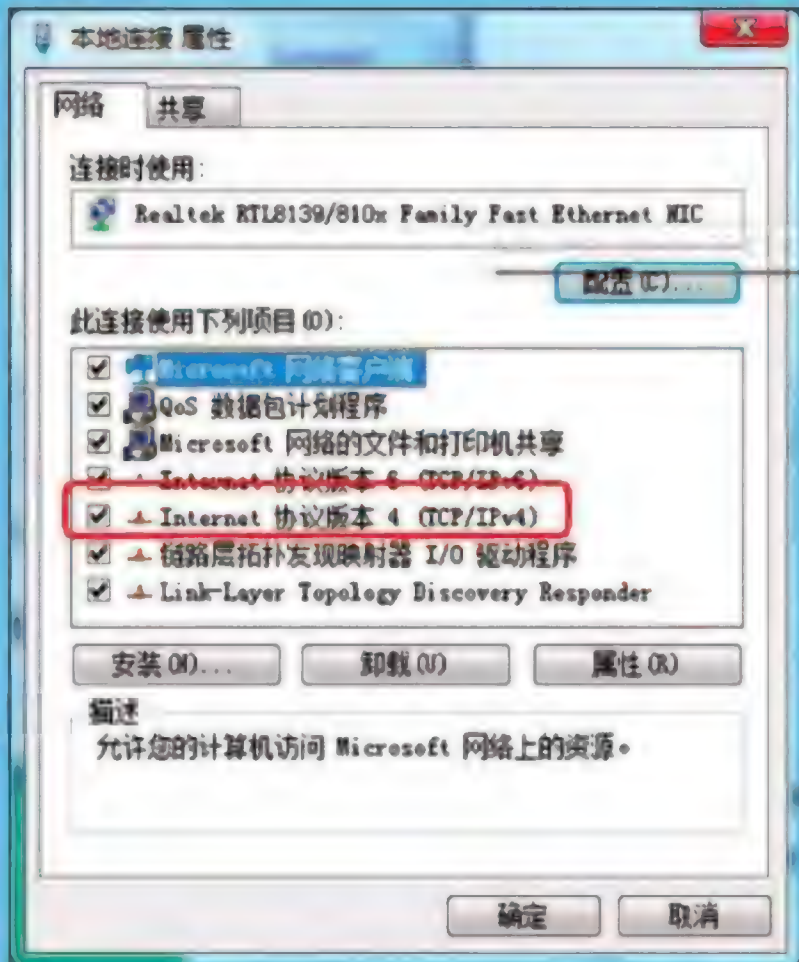 本地连接 属性
网络
共享
连接时使用:
Realtek RTL8139/810x Family Fast Ethernet NIC
配置(C)...
此连接使用下列项目(O):
Microsoft 网络客户端
QoS 数据包计划程序
Microsoft 网络的文件和打印机共享
Internet 协议版本 6 (TCP/IPv6)
Internet 协议版本 4 (TCP/IPv4)
链路层拓扑发现映射器 I/O 驱动程序
Link-Layer Topology Discovery Responder
安装(N)...
卸载(U)
属性(R)
描述
允许您的计算机访问 Microsoft 网络上的资源。
确定
取消